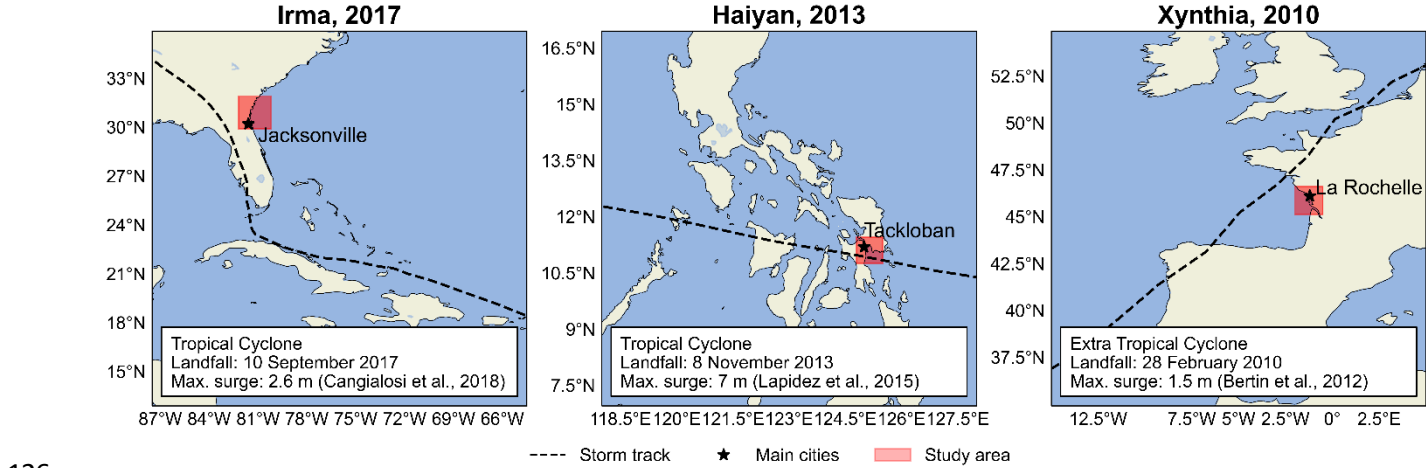 Irma, 2017
33°N
30°N
27°N
24°N
21°N
18°N
15°N
87°W 84°W 81°W 78°W 75°W 72°W 69°W 66°W
Jacksonville
Tropical Cyclone
Landfall: 10 September 2017
Max. surge: 2.6 m (Cangialosi et al., 2018)
Haiyan, 2013
16.5°N
15°N
13.5°N
12°N
10.5°N
9°N
7.5°N
118.5°E 120°E 121.5°E 123°E 124.5°E 126°E 127.5°E
Tackloban
Tropical Cyclone
Landfall: 8 November 2013
Max. surge: 7 m (Lapidez et al., 2015)
Xynthia, 2010
52.5°N
50°N
47.5°N
45°N
42.5°N
40°N
37.5°N
12.5°W 7.5°W 5°W 2.5°W 0° 2.5°E
La Rochelle
Extra Tropical Cyclone
Landfall: 28 February 2010
Max. surge: 1.5 m (Bertin et al., 2012)
Storm track Main cities Study area